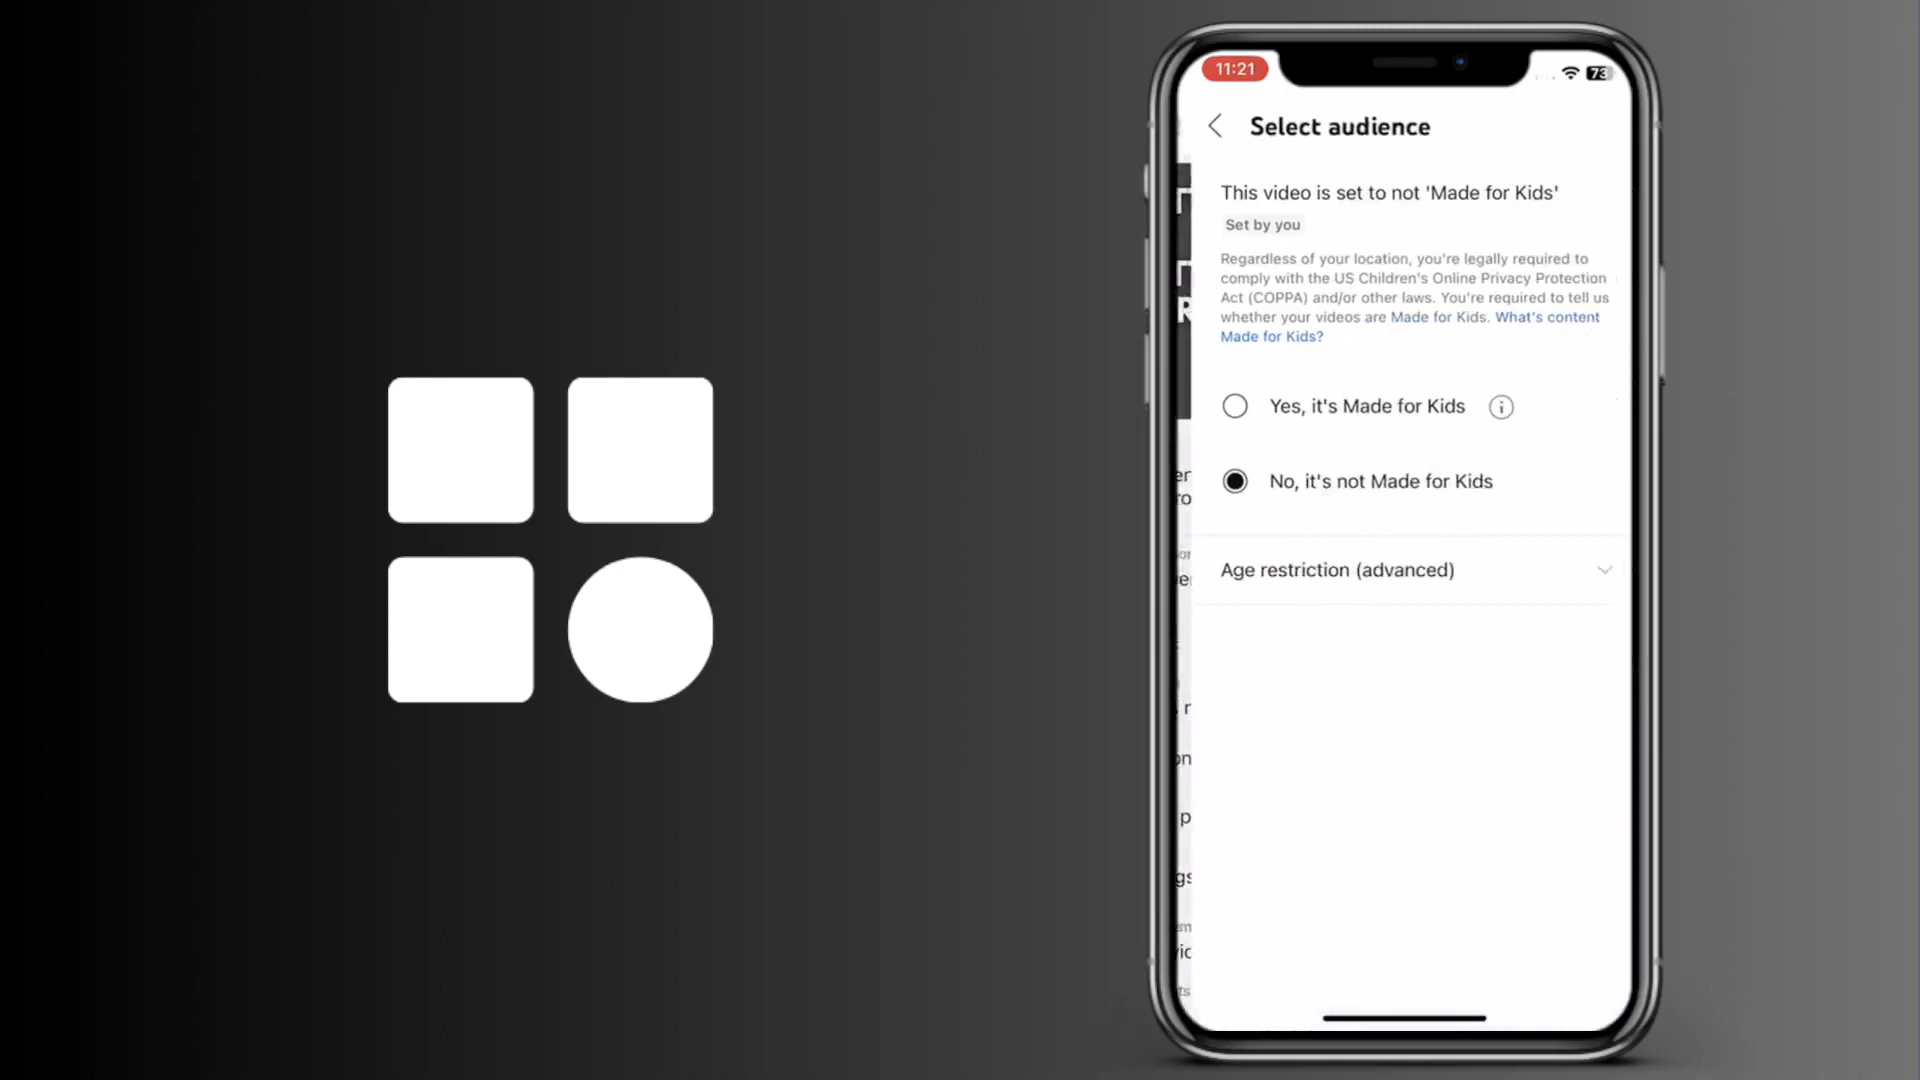 11:21
73
Select audience
This video is set to not 'Made for Kids'
Set by you
Regardless of your location, you're legally required to
comply with the US Children's Online Privacy Protection
Act (COPPA) and/or other laws. You're required to tell us
whether your videos are Made for Kids. What's content
Made for Kids?
Yes, it's Made for Kids
No, it's not Made for Kids
Age restriction (advanced)